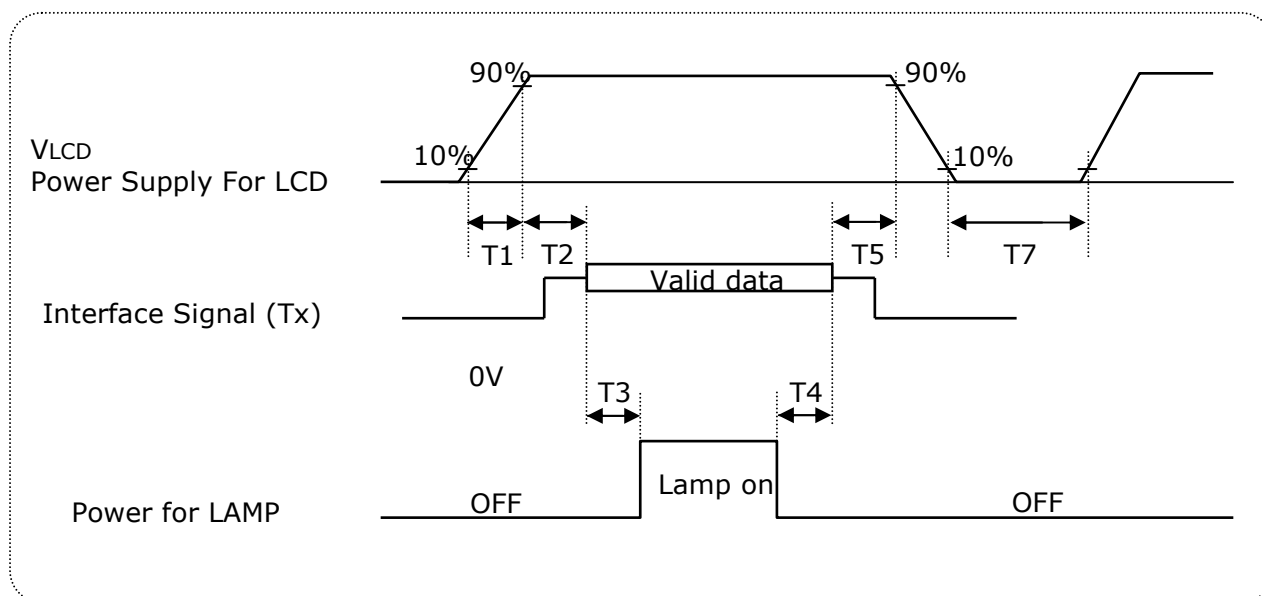 90%
90%
VLCD
10%
10%
Power Supply For LCD
T1
T2
T5
T7
Valid data
Interface Signal (Tx)
0V
T3
T4
Lamp on
Power for LAMP
OFF
OFF